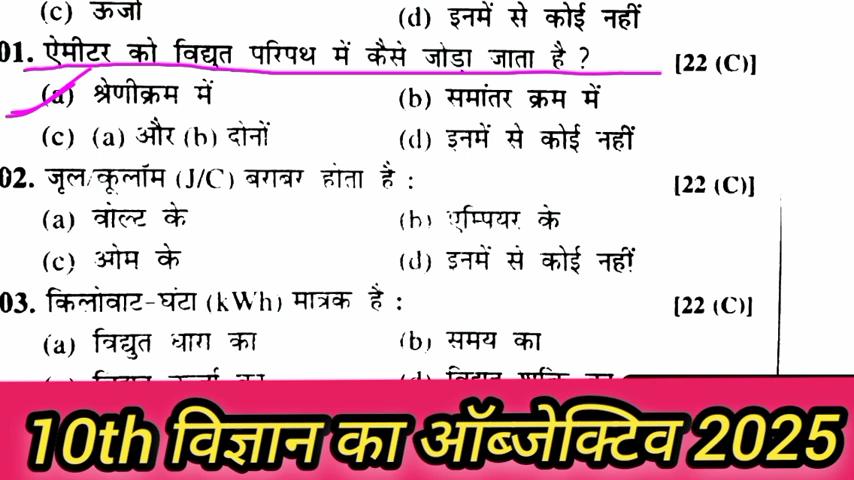 (c) ऊर्जा (d) इनमें से कोई नहीं
01. ऐमीटर को विद्युत परिपथ में कैसे जोड़ा जाता है ? [22 (C)]
(a) श्रेणीक्रम में (b) समांतर क्रम में
(c) (a) और (b) दोनों (d) इनमें से कोई नहीं
02. जूल/कूलॉम (J/C) बराबर होता है : [22 (C)]
(a) वोल्ट के (b) एम्पियर के
(c) ओम के (d) इनमें से कोई नहीं
03. किलोवाट-घंटा (kWh) मात्रक है : [22 (C)]
(a) विद्युत धारा का (b) समय का
10th विज्ञान का ऑब्जेक्टिव 2025